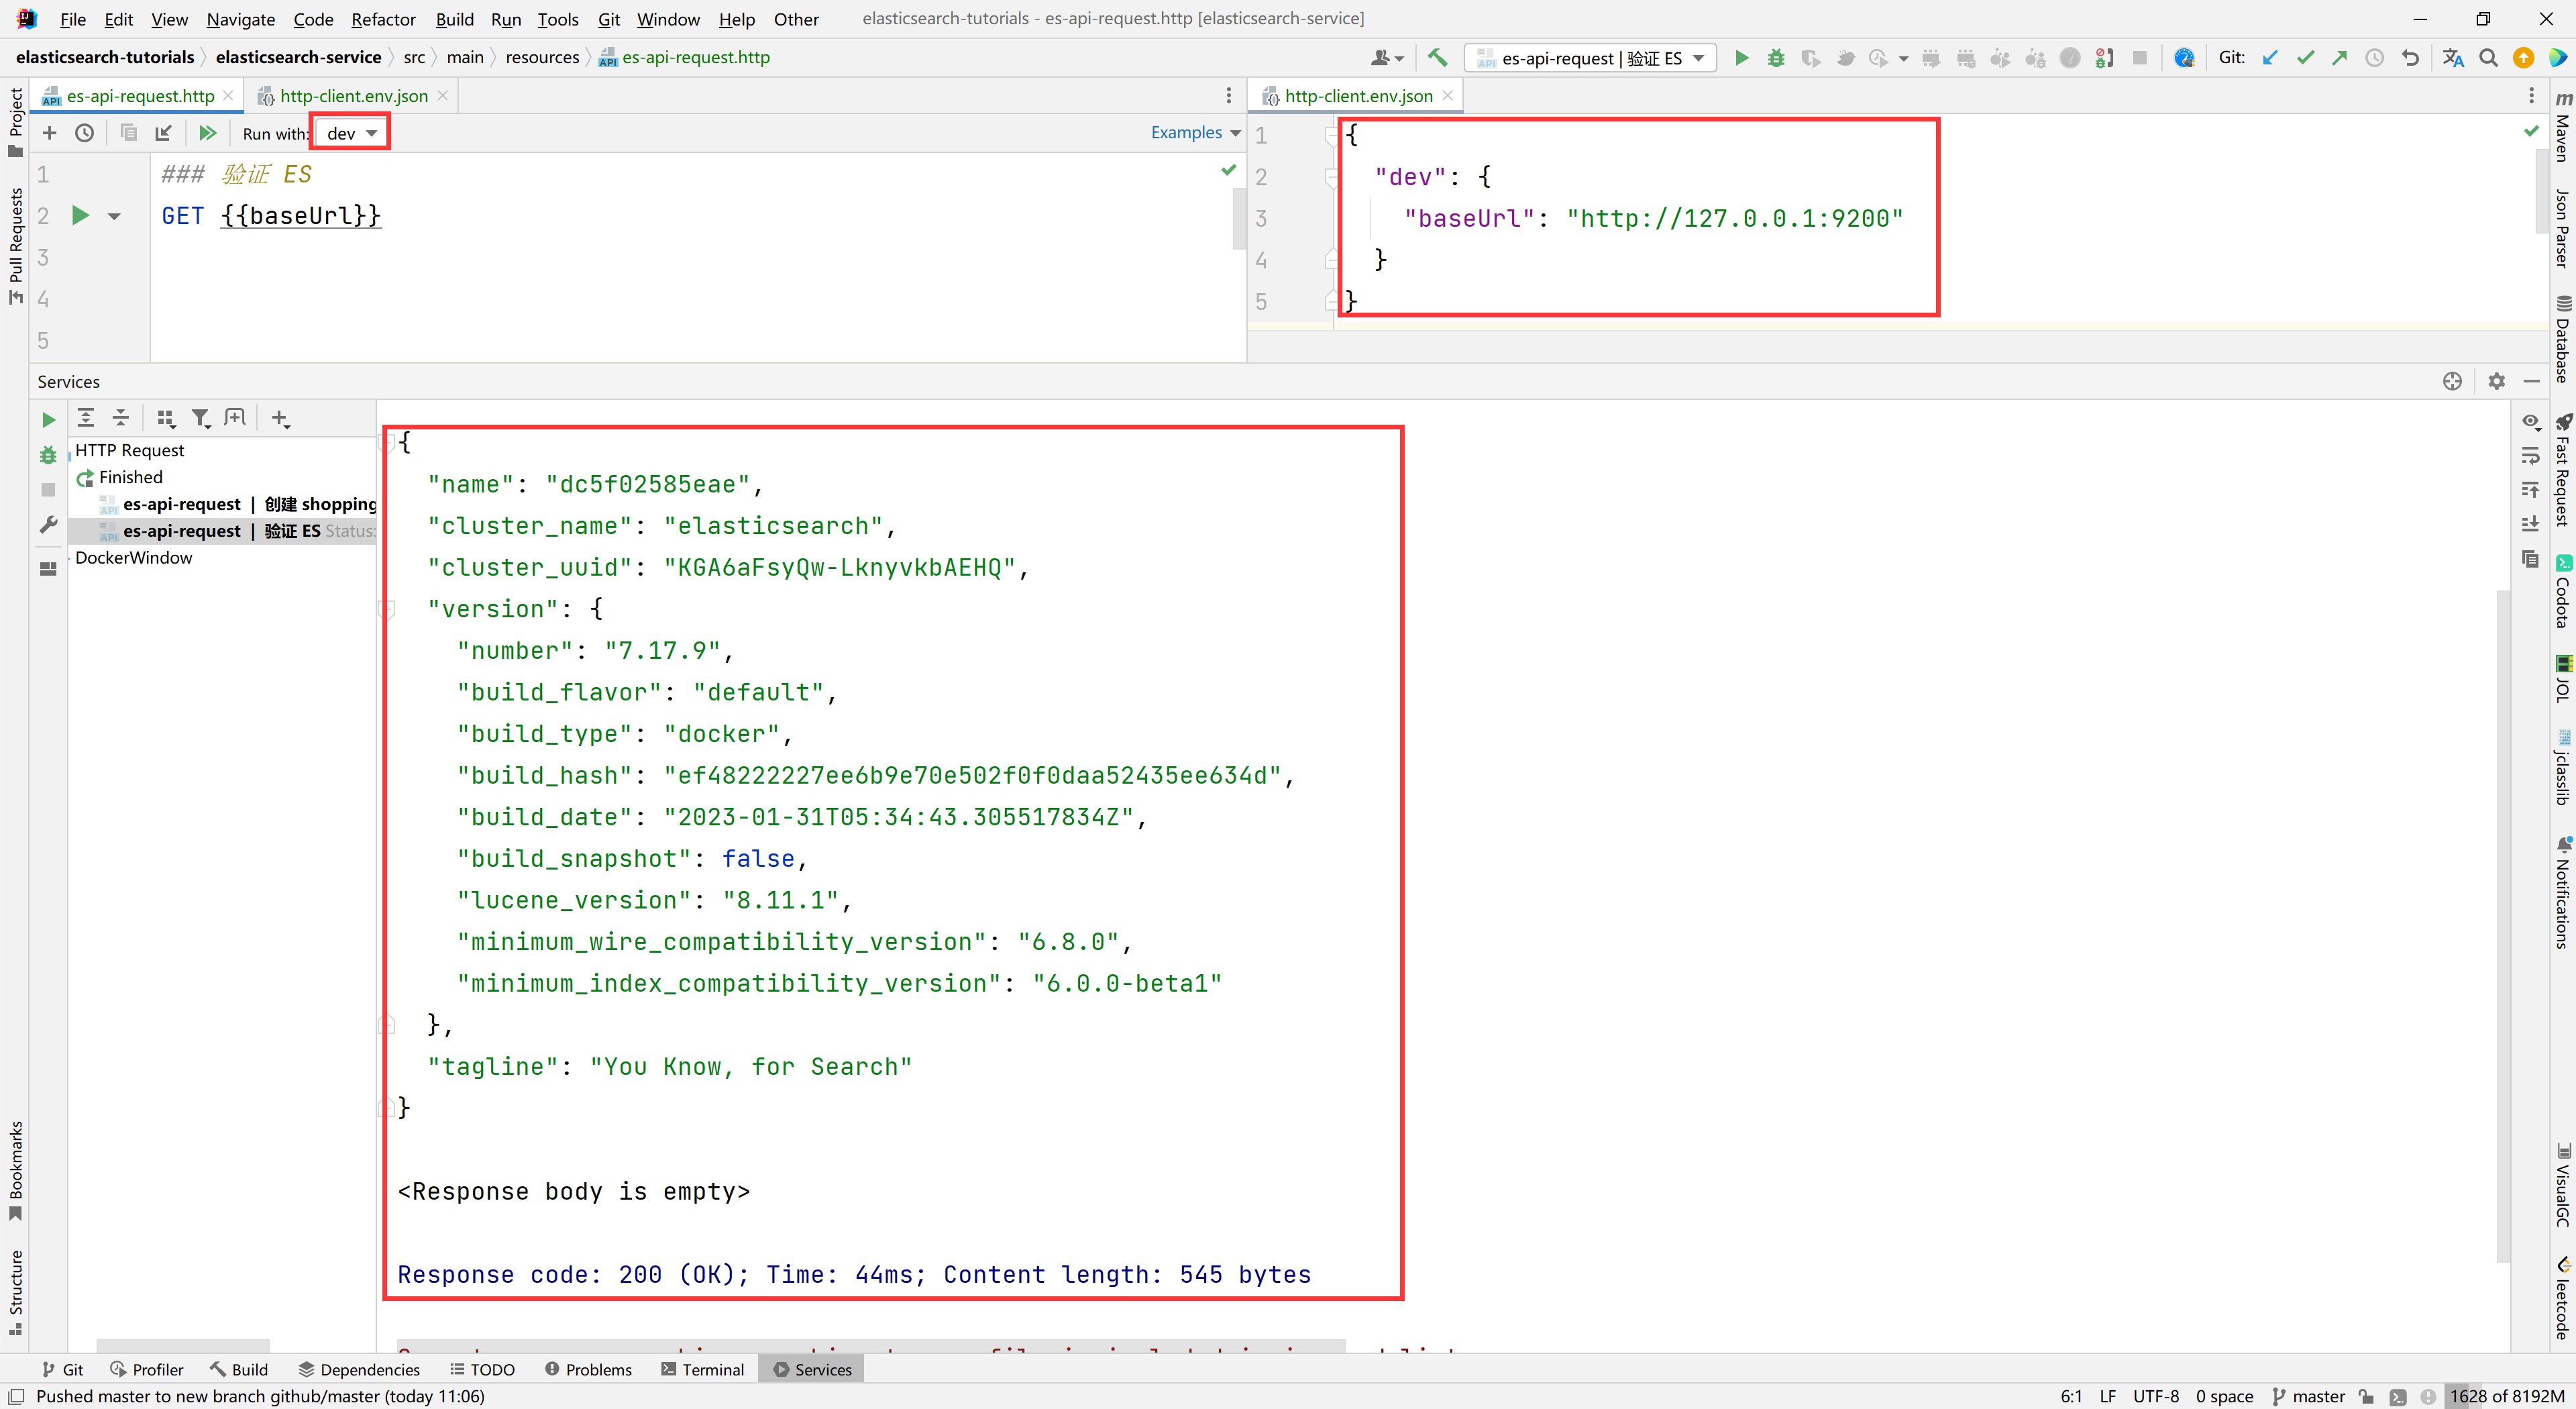 File Edit View Navigate Code Refactor Build Run Tools Git Window Help Other elasticsearch-tutorials - es-api-request.http [elasticsearch-service]
elasticsearch-tutorials elasticsearch-service src main resources es-api-request.http es-api-request | 验证 ES Git:
es-api-request.http http-client.env.json
Run with: dev Examples
1 ### 验证 ES
2 GET {{baseUrl}}
3
4
5
http-client.env.json
1 {
2 "dev": {
3 "baseUrl": "http://127.0.0.1:9200"
4 }
5 }
Services
HTTP Request
Finished
es-api-request | 创建 shopping
es-api-request | 验证 ES Status:
DockerWindow
{
"name": "dc5f02585eae",
"cluster_name": "elasticsearch",
"cluster_uuid": "KGA6aFsyQw-LknyvkbAEHQ",
"version": {
"number": "7.17.9",
"build_flavor": "default",
"build_type": "docker",
"build_hash": "ef48222227ee6b9e70e502f0f0daa52435ee634d",
"build_date": "2023-01-31T05:34:43.305517834Z",
"build_snapshot": false,
"lucene_version": "8.11.1",
"minimum_wire_compatibility_version": "6.8.0",
"minimum_index_compatibility_version": "6.0.0-beta1"
},
"tagline": "You Know, for Search"
}
<Response body is empty>
Response code: 200 (OK); Time: 44ms; Content length: 545 bytes
Project
Pull Requests
Bookmarks
Structure
Maven
Json Parser
Database
Fast Request
Codota
JOL
jclasslib
Notifications
VisualGC
leetcode
Git Profiler Build Dependencies TODO Problems Terminal Services
Pushed master to new branch github/master (today 11:06) 6:1 LF UTF-8 0 space master 1628 of 8192M